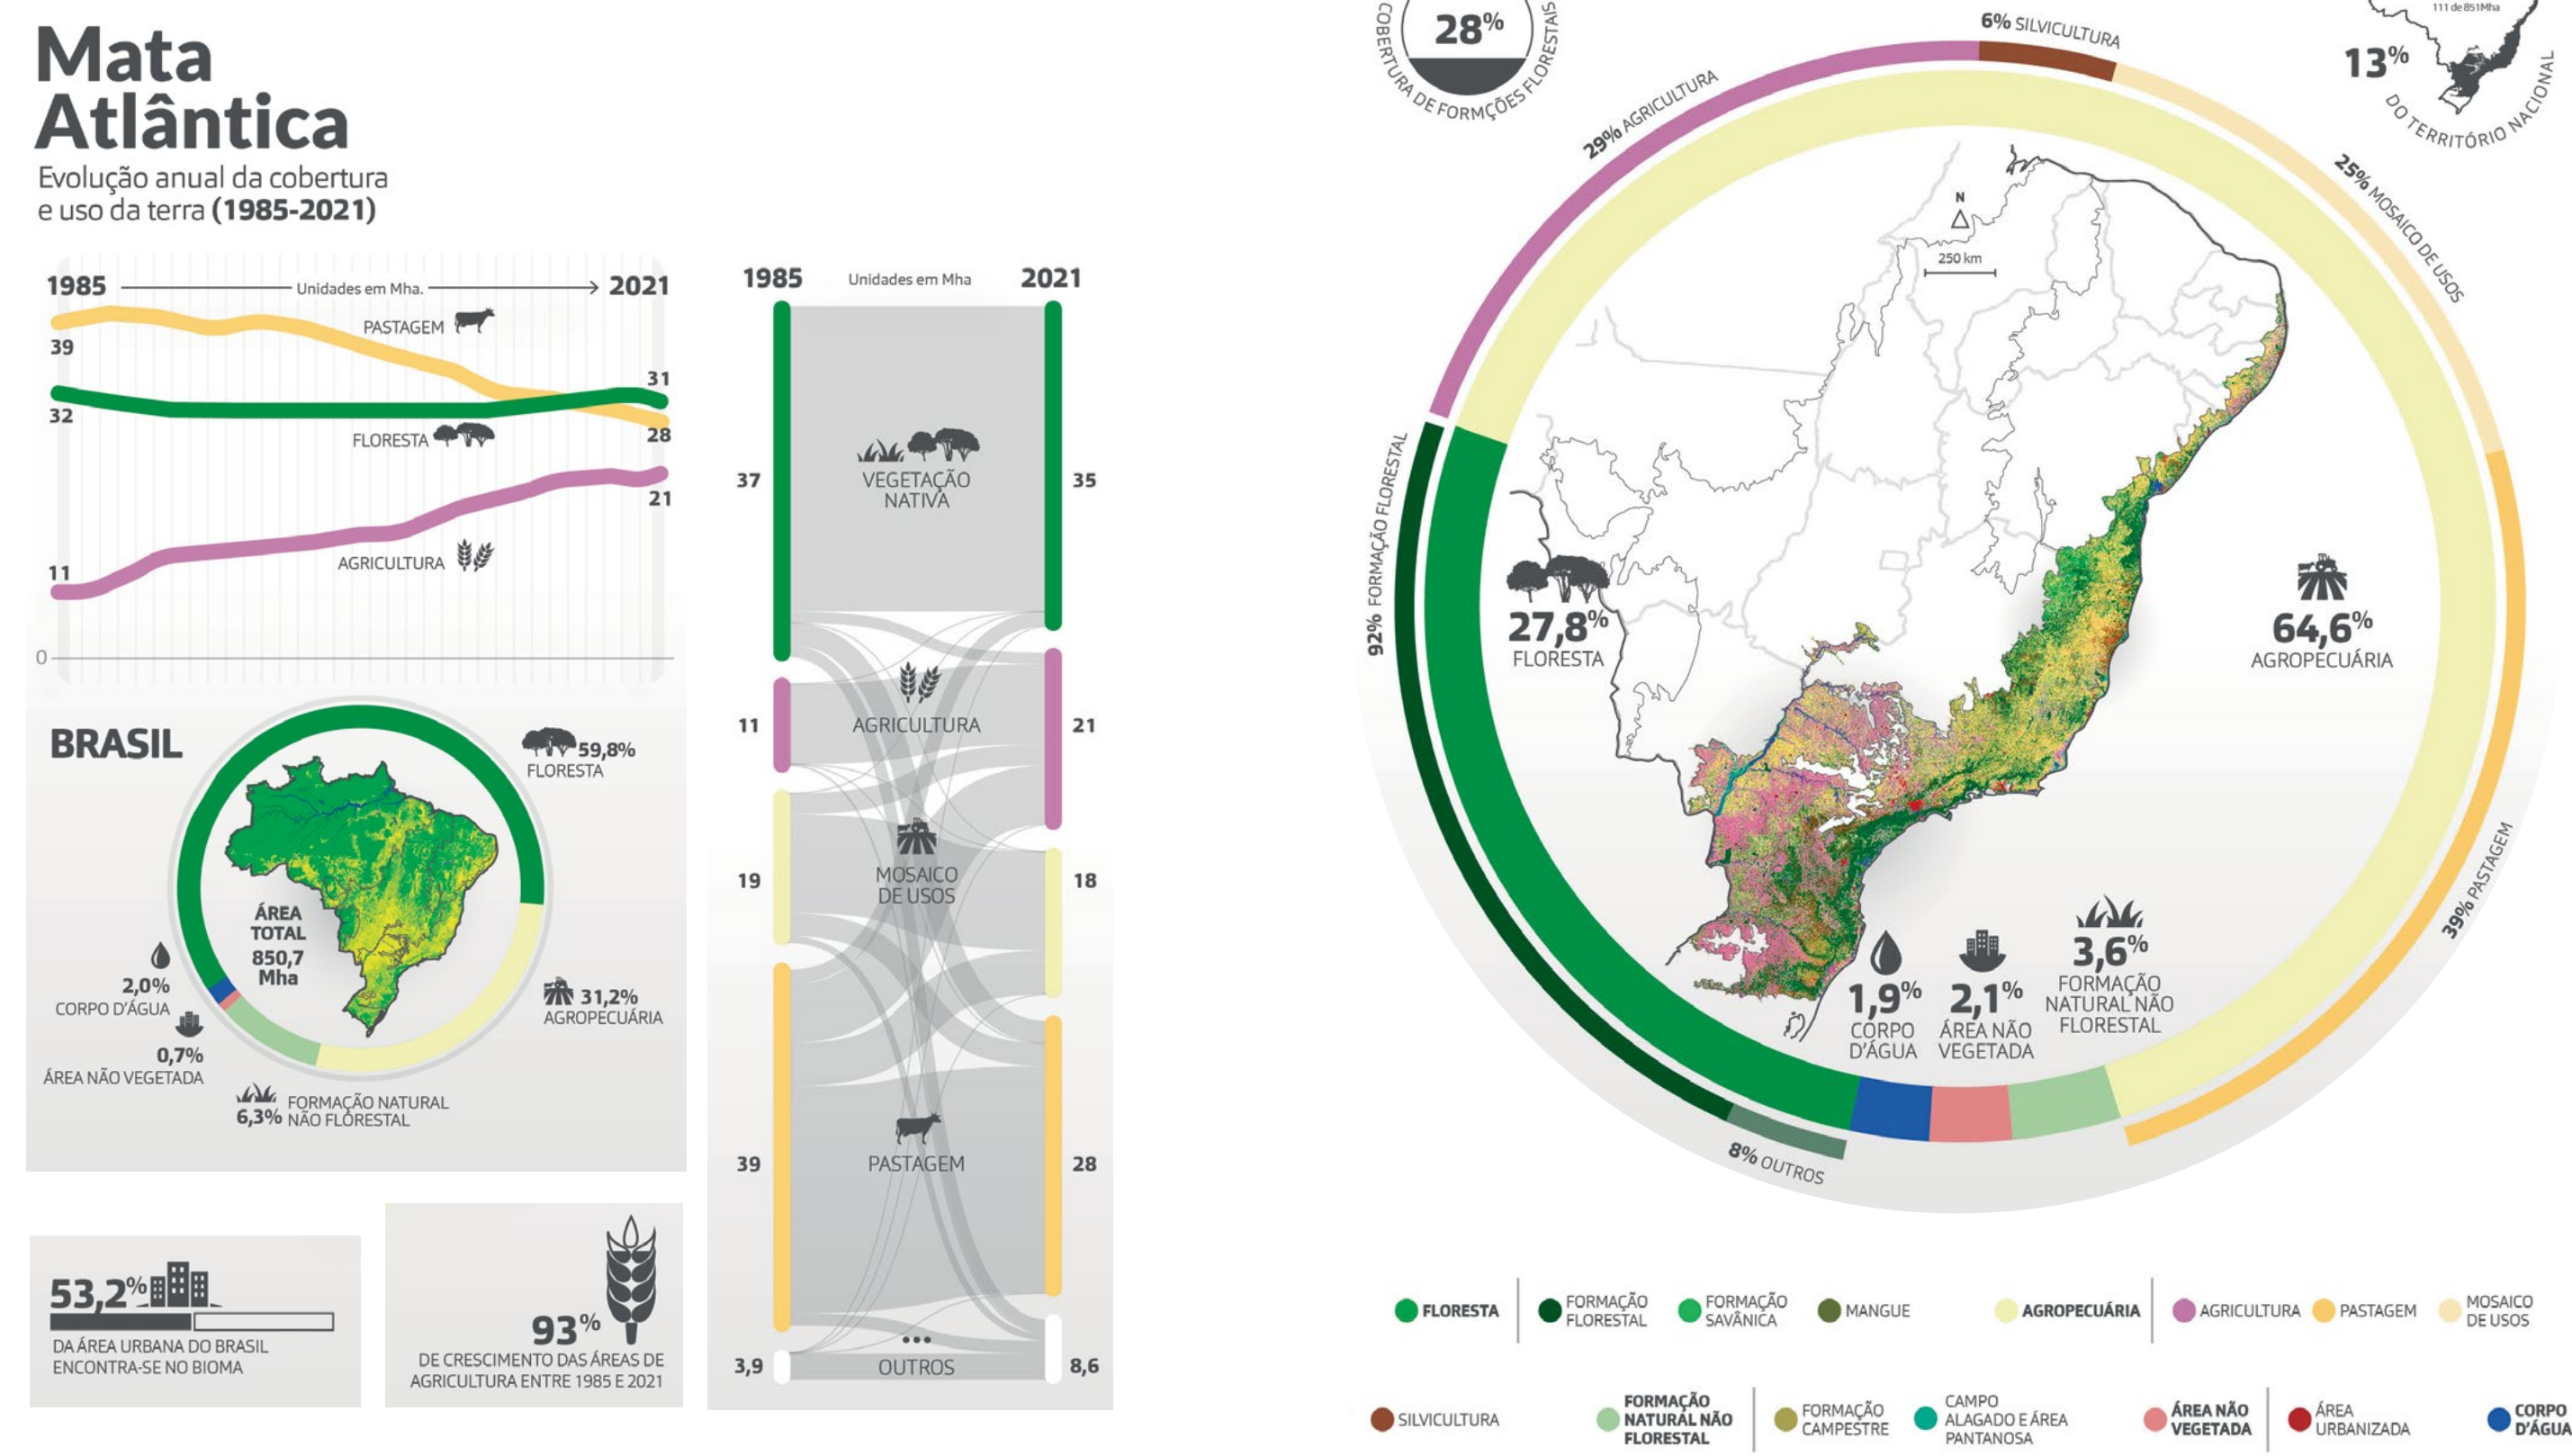 Mata
Atlântica
Evolução anual da cobertura
e uso da terra (1985-2021)
1985
Unidades em Mha.
2021
PASTAGEM
39
31
32
28
FLORESTA
21
11
AGRICULTURA
0
BRASIL
59,8%
FLORESTA
ÁREA
TOTAL
850,7
Mha
2,0%
CORPO D'ÁGUA
31,2%
AGROPECUÁRIA
0,7%
ÁREA NÃO VEGETADA
6,3% FORMAÇÃO NATURAL
NÃO FLORESTAL
53,2%
DA ÁREA URBANA DO BRASIL
ENCONTRA-SE NO BIOMA
93%
DE CRESCIMENTO DAS ÁREAS DE
AGRICULTURA ENTRE 1985 E 2021
1985
Unidades em Mha
2021
37
VEGETAÇÃO
NATIVA
35
11
AGRICULTURA
21
19
MOSAICO
DE USOS
18
39
PASTAGEM
28
3,9
OUTROS
8,6
28%
COBERTURA DE FORMÇÕES FLORESTAIS
111 de 851Mha
13%
DO TERRITÓRIO NACIONAL
6% SILVICULTURA
29% AGRICULTURA
25% MOSAICO DE USOS
N
250 km
92% FORMAÇÃO FLORESTAL
27,8%
FLORESTA
64,6%
AGROPECUÁRIA
39% PASTAGEM
1,9%
CORPO
D'ÁGUA
2,1%
ÁREA NÃO
VEGETADA
3,6%
FORMAÇÃO
NATURAL NÃO
FLORESTAL
8% OUTROS
FLORESTA
FORMAÇÃO
FLORESTAL
FORMAÇÃO
SAVÂNICA
MANGUE
AGROPECUÁRIA
AGRICULTURA
PASTAGEM
MOSAICO
DE USOS
SILVICULTURA
FORMAÇÃO
NATURAL NÃO
FLORESTAL
FORMAÇÃO
CAMPESTRE
CAMPO
ALAGADO E ÁREA
PANTANOSA
ÁREA NÃO
VEGETADA
ÁREA
URBANIZADA
CORPO
D'ÁGUA